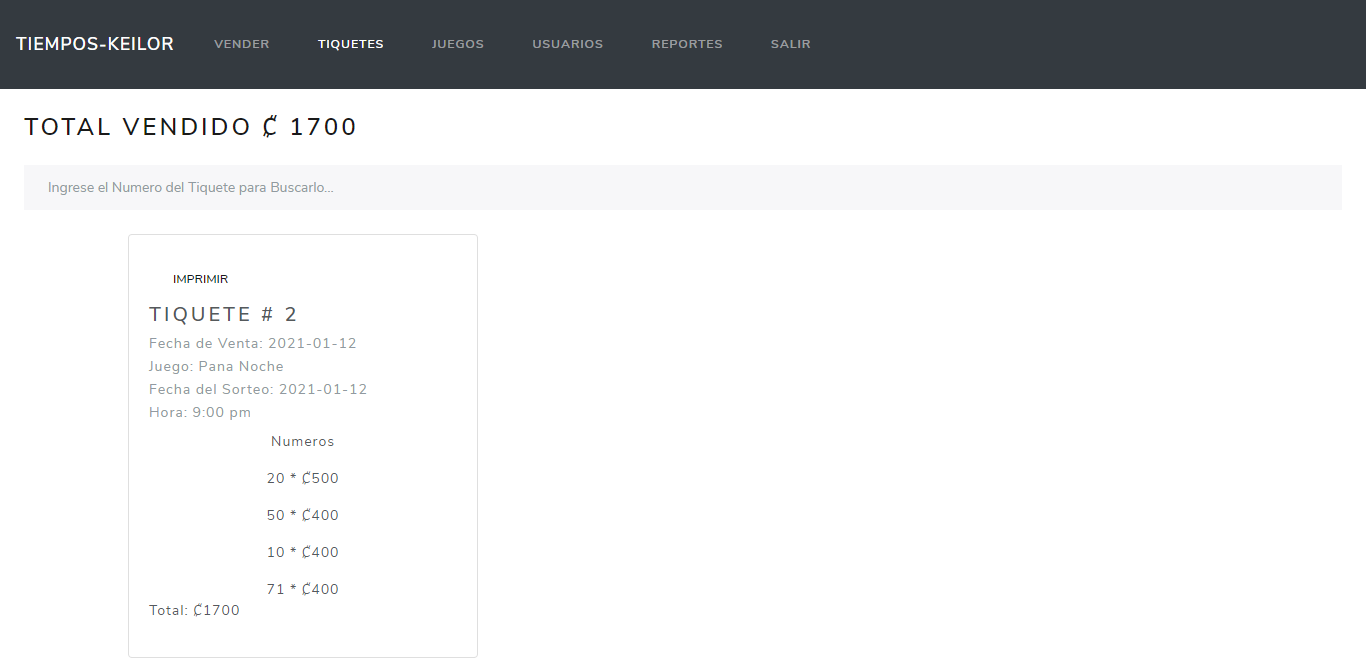 TIEMPOS-KEILOR VENDER TIQUETES JUEGOS USUARIOS REPORTES SALIR
TOTAL VENDIDO ₡ 1700
Ingrese el Numero del Tiquete para Buscarlo...
IMPRIMIR
TIQUETE # 2
Fecha de Venta: 2021-01-12
Juego: Pana Noche
Fecha del Sorteo: 2021-01-12
Hora: 9:00 pm
Numeros
20 * ₡500
50 * ₡400
10 * ₡400
71 * ₡400
Total: ₡1700